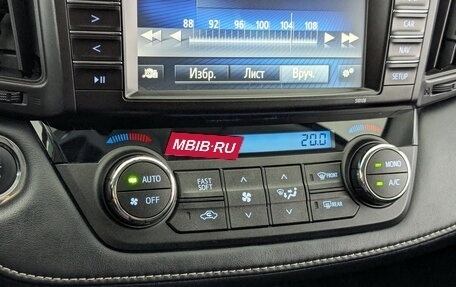 88 92 96 100 104 108
CAR
NAV
SETUP
Избр. Лист Вруч.
MBIB.RU
20.0
AUTO
OFF
FAST
SOFT
FRONT
REAR
MONO
A/C